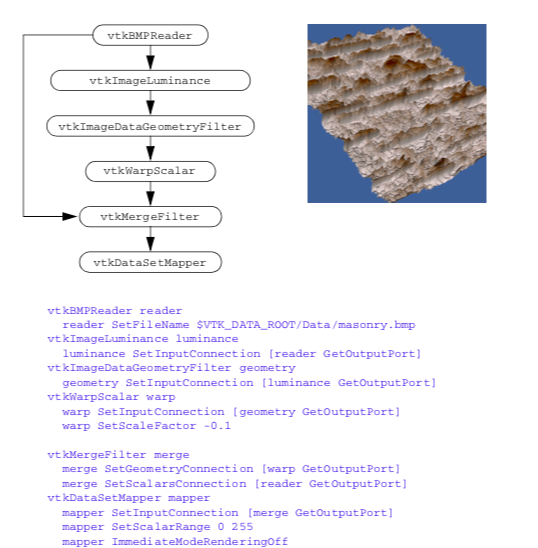 vtkBMPReader
vtkImageLuminance
vtkImageDataGeometryFilter
vtkWarpScalar
vtkMergeFilter
vtkDataSetMapper
vtkBMPReader reader
reader SetFileName $VTK_DATA_ROOT/Data/masonry.bmp
vtkImageLuminance luminance
luminance SetInputConnection [reader GetOutputPort]
vtkImageDataGeometryFilter geometry
geometry SetInputConnection [luminance GetOutputPort]
vtkWarpScalar warp
warp SetInputConnection [geometry GetOutputPort]
warp SetScaleFactor -0.1
vtkMergeFilter merge
merge SetGeometryConnection [warp GetOutputPort]
merge SetScalarsConnection [reader GetOutputPort]
vtkDataSetMapper mapper
mapper SetInputConnection [merge GetOutputPort]
mapper SetScalarRange 0 255
mapper ImmediateModeRenderingOff